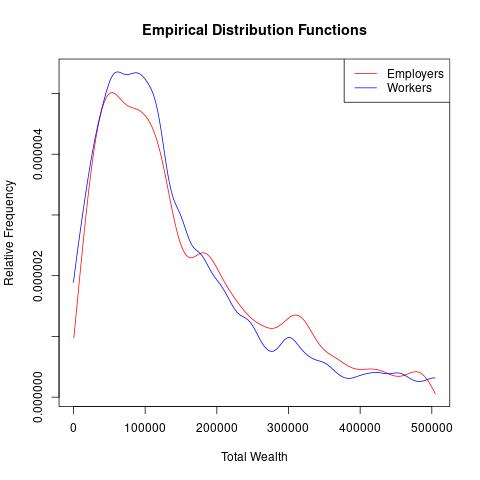 Empirical Distribution Functions
Employers
Workers
Relative Frequency
0.000004
0.000002
0.000000
0 100000 200000 300000 400000 500000
Total Wealth